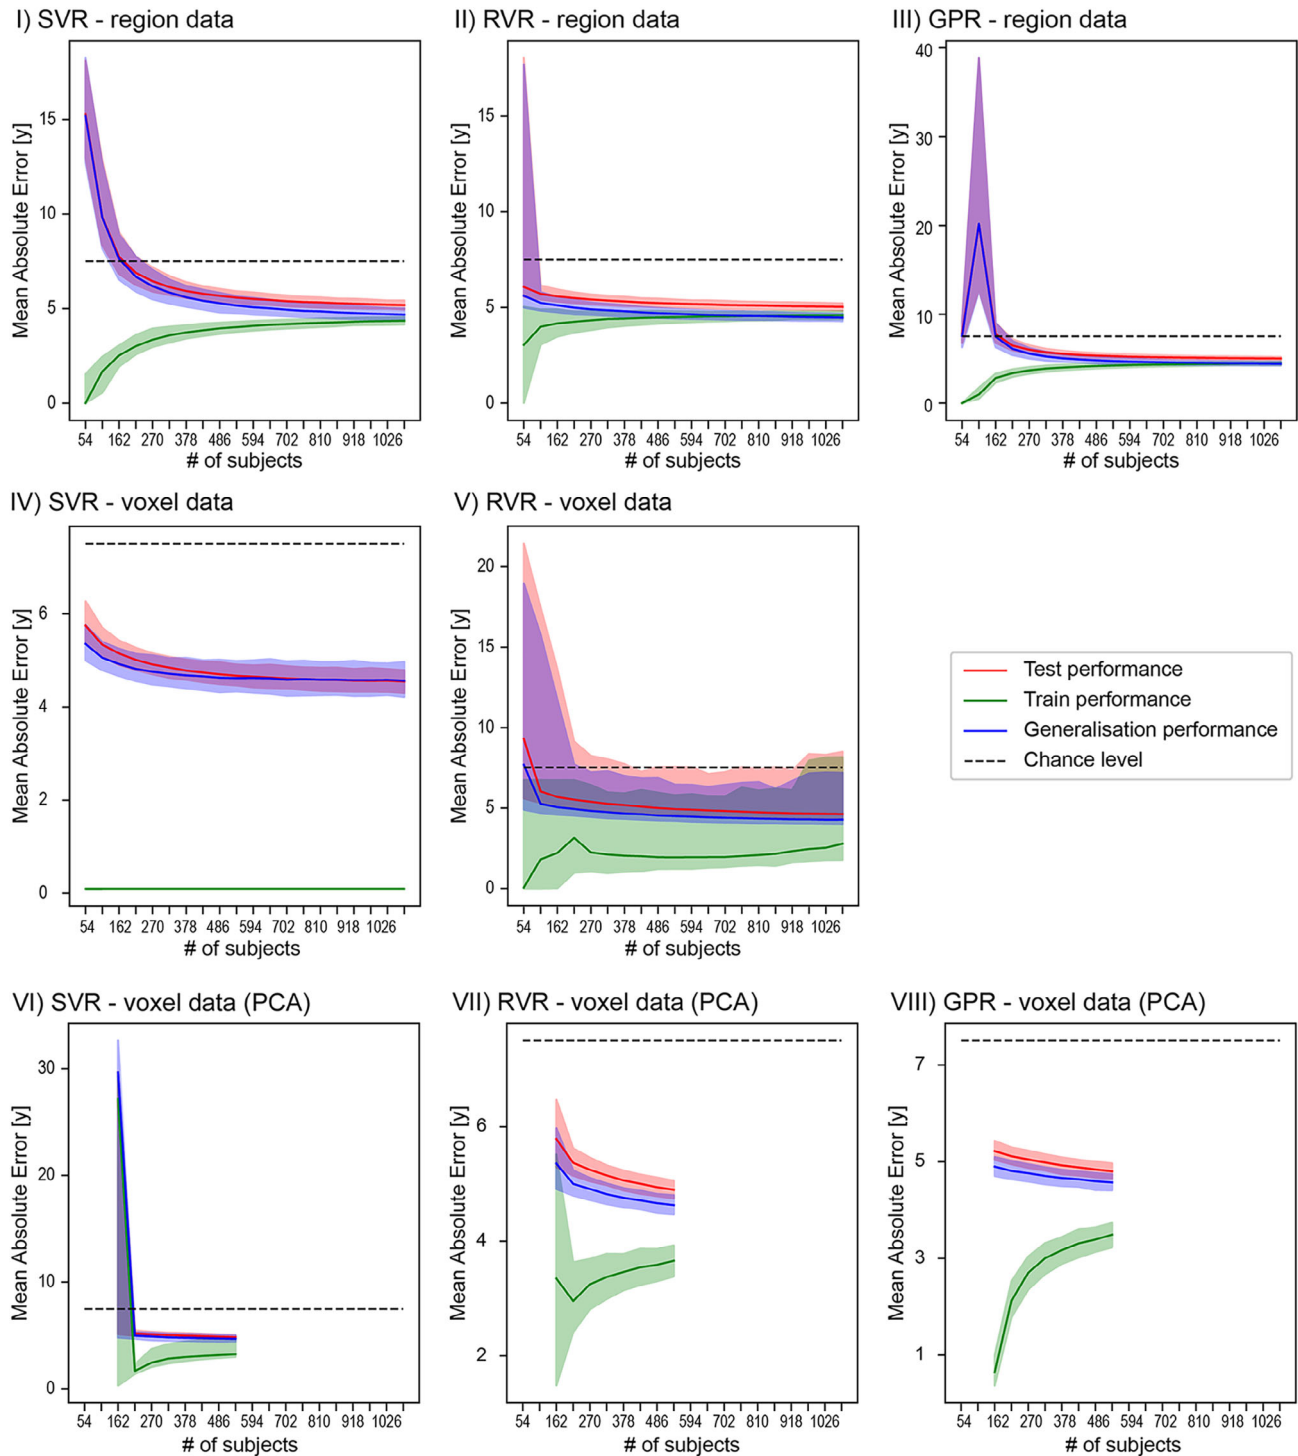 I) SVR - region data
II) RVR - region data
III) GPR - region data
Mean Absolute Error [y]
15
10
5
0
54 162 270 378 486 594 702 810 918 1026
# of subjects
Mean Absolute Error [y]
15
10
5
0
54 162 270 378 486 594 702 810 918 1026
# of subjects
Mean Absolute Error [y]
40
30
20
10
0
54 162 270 378 486 594 702 810 918 1026
# of subjects
IV) SVR - voxel data
V) RVR - voxel data
Mean Absolute Error [y]
6
4
2
0
54 162 270 378 486 594 702 810 918 1026
# of subjects
Mean Absolute Error [y]
20
15
10
5
0
54 162 270 378 486 594 702 810 918 1026
# of subjects
Test performance
Train performance
Generalisation performance
Chance level
VI) SVR - voxel data (PCA)
VII) RVR - voxel data (PCA)
VIII) GPR - voxel data (PCA)
Mean Absolute Error [y]
30
20
10
0
54 162 270 378 486 594 702 810 918 1026
# of subjects
Mean Absolute Error [y]
6
4
2
54 162 270 378 486 594 702 810 918 1026
# of subjects
Mean Absolute Error [y]
7
5
3
1
54 162 270 378 486 594 702 810 918 1026
# of subjects